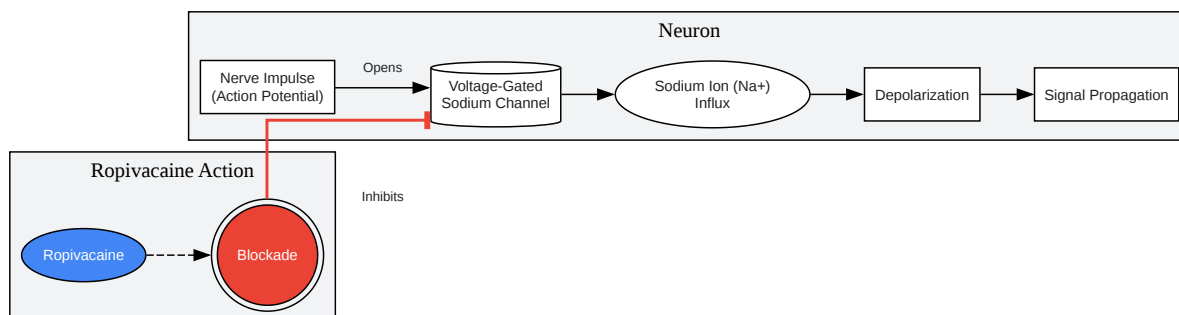 Neuron
Nerve Impulse
(Action Potential)
Opens
Voltage-Gated
Sodium Channel
Sodium Ion (Na+)
Influx
Depolarization
Signal Propagation
Ropivacaine Action
Inhibits
Ropivacaine
Blockade